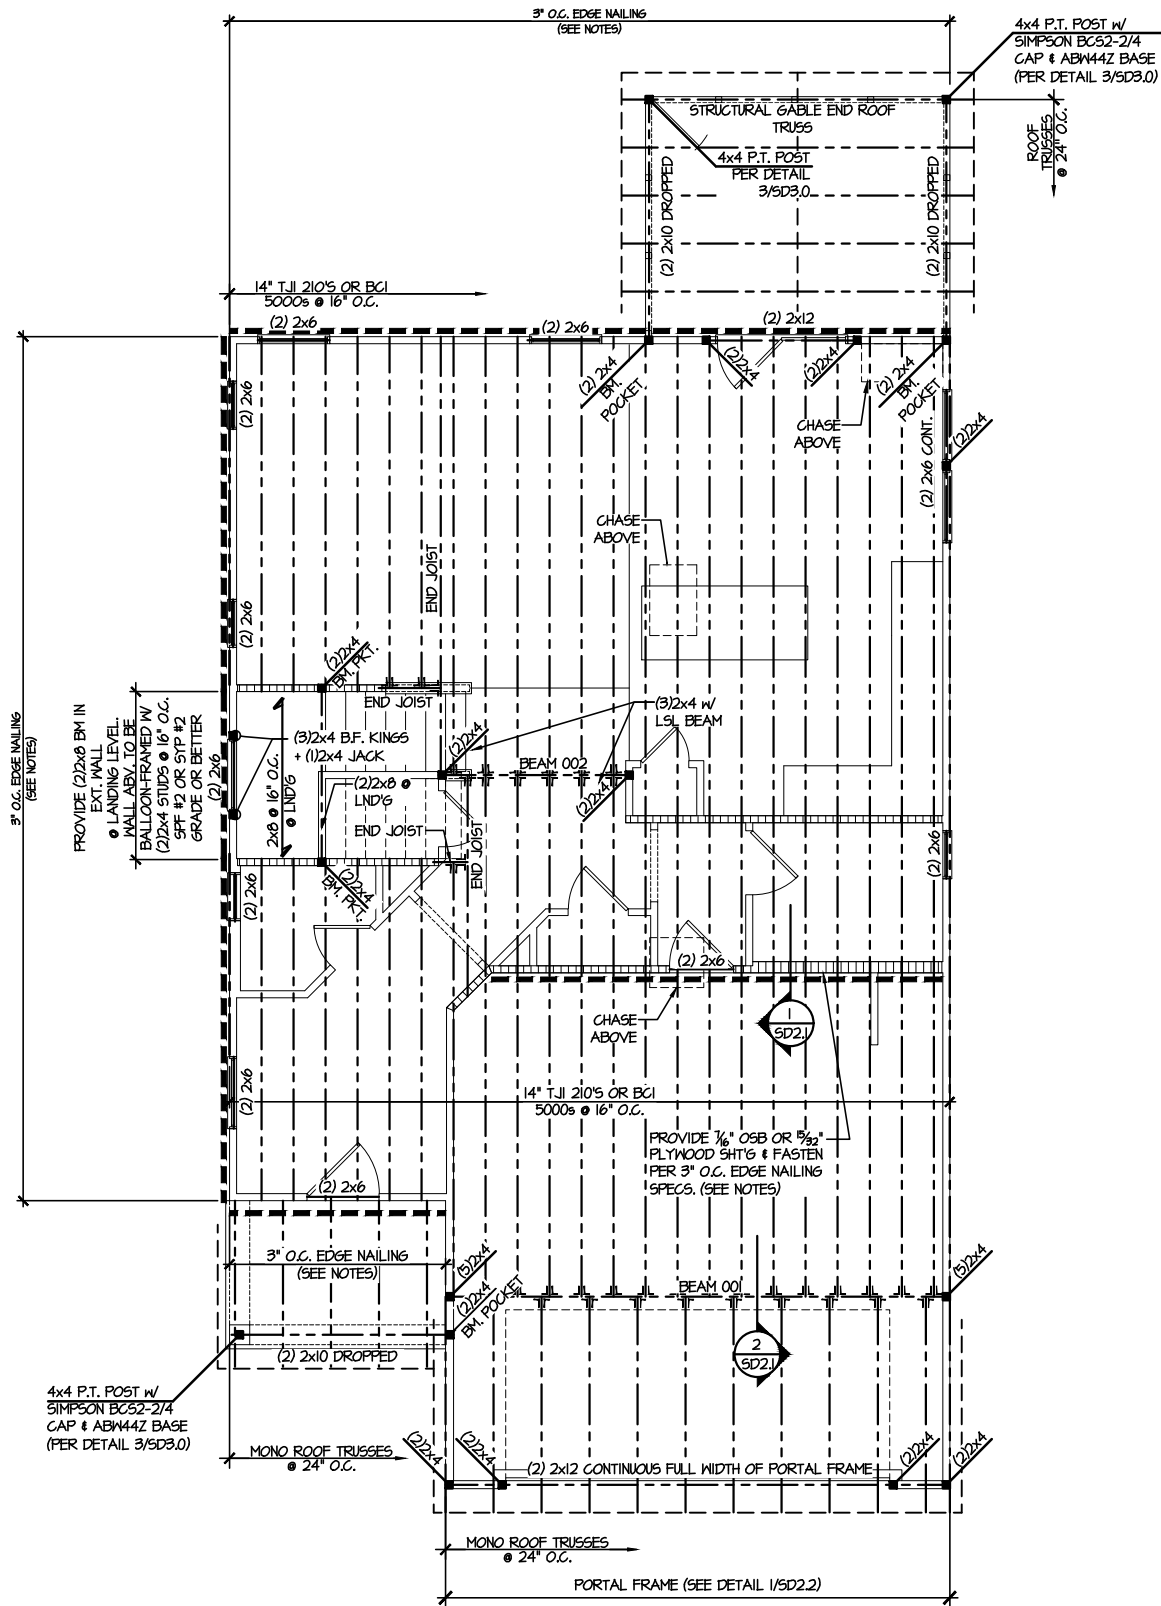 3" O.C. EDGE NAILING
(SEE NOTES)
4x4 P.T. POST w/
SIMPSON BCS2-2/4
CAP & ABW44Z BASE
(PER DETAIL 3/SD3.0)
STRUCTURAL GABLE END ROOF
TRUSS
ROOF
TRUSSES
@ 24" O.C.
4x4 P.T. POST
PER DETAIL
3/SD3.0
(2) 2x10 DROPPED
(2) 2x10 DROPPED
14" TJI 210'S OR BCI
5000s @ 16" O.C.
(2) 2x6
(2) 2x6
(2) 2x12
(2) 2x4
BM.
POCKET
(2)2x4
(2)2x4
(2) 2x4
BM.
POCKET
(2) 2x6
CHASE
ABOVE
(2) 2x6 CONT.
(2)2x4
CHASE
ABOVE
END JOIST
(2) 2x6
(2)2x4
BM. PKT.
END JOIST
(3)2x4 w/
LSL BEAM
3" O.C. EDGE NAILING
(SEE NOTES)
PROVIDE (2)2x8 BM IN
EXT. WALL
@ LANDING LEVEL.
WALL ABV. TO BE
BALLOON-FRAMED W/
(2)2x4 STUDS @ 16" O.C.
SPF #2 OR SYP #2
GRADE OR BETTER
(2) 2x6
(3)2x4 B.F. KINGS
+ (1)2x4 JACK
2x8 @ 16" O.C.
@ LND'G
(2)2x4
BEAM 002
(2)2x8 @
LND'G
(2)2x4
END JOIST
END JOIST
(2) 2x6
(2)2x4
BM. PKT.
(2) 2x6
(2) 2x6
CHASE
ABOVE
1
SD2.1
(2) 2x6
14" TJI 210'S OR BCI
5000s @ 16" O.C.
PROVIDE 7/16" OSB OR 15/32"
PLYWOOD SHT'G & FASTEN
PER 3" O.C. EDGE NAILING
SPECS. (SEE NOTES)
(2) 2x6
3" O.C. EDGE NAILING
(SEE NOTES)
(5)2x4
(2)2x4
BM. POCKET
BEAM 001
(5)2x4
2
SD2.1
(2) 2x10 DROPPED
4x4 P.T. POST w/
SIMPSON BCS2-2/4
CAP & ABW44Z BASE
(PER DETAIL 3/SD3.0)
MONO ROOF TRUSSES
@ 24" O.C.
(2)2x4
(2)2x4
(2) 2x12 CONTINUOUS FULL WIDTH OF PORTAL FRAME
(2)2x4
(2)2x4
MONO ROOF TRUSSES
@ 24" O.C.
PORTAL FRAME (SEE DETAIL 1/SD2.2)